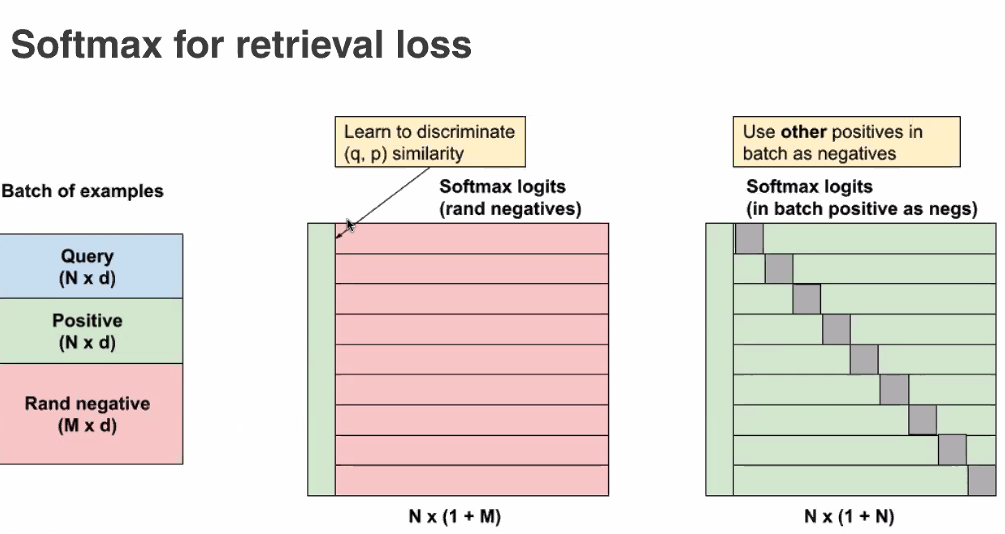 Softmax for retrieval loss
Batch of examples
Query
(N x d)
Positive
(N x d)
Rand negative
(M x d)
Learn to discriminate
(q, p) similarity
Softmax logits
(rand negatives)
N x (1 + M)
Use other positives in
batch as negatives
Softmax logits
(in batch positive as negs)
N x (1 + N)